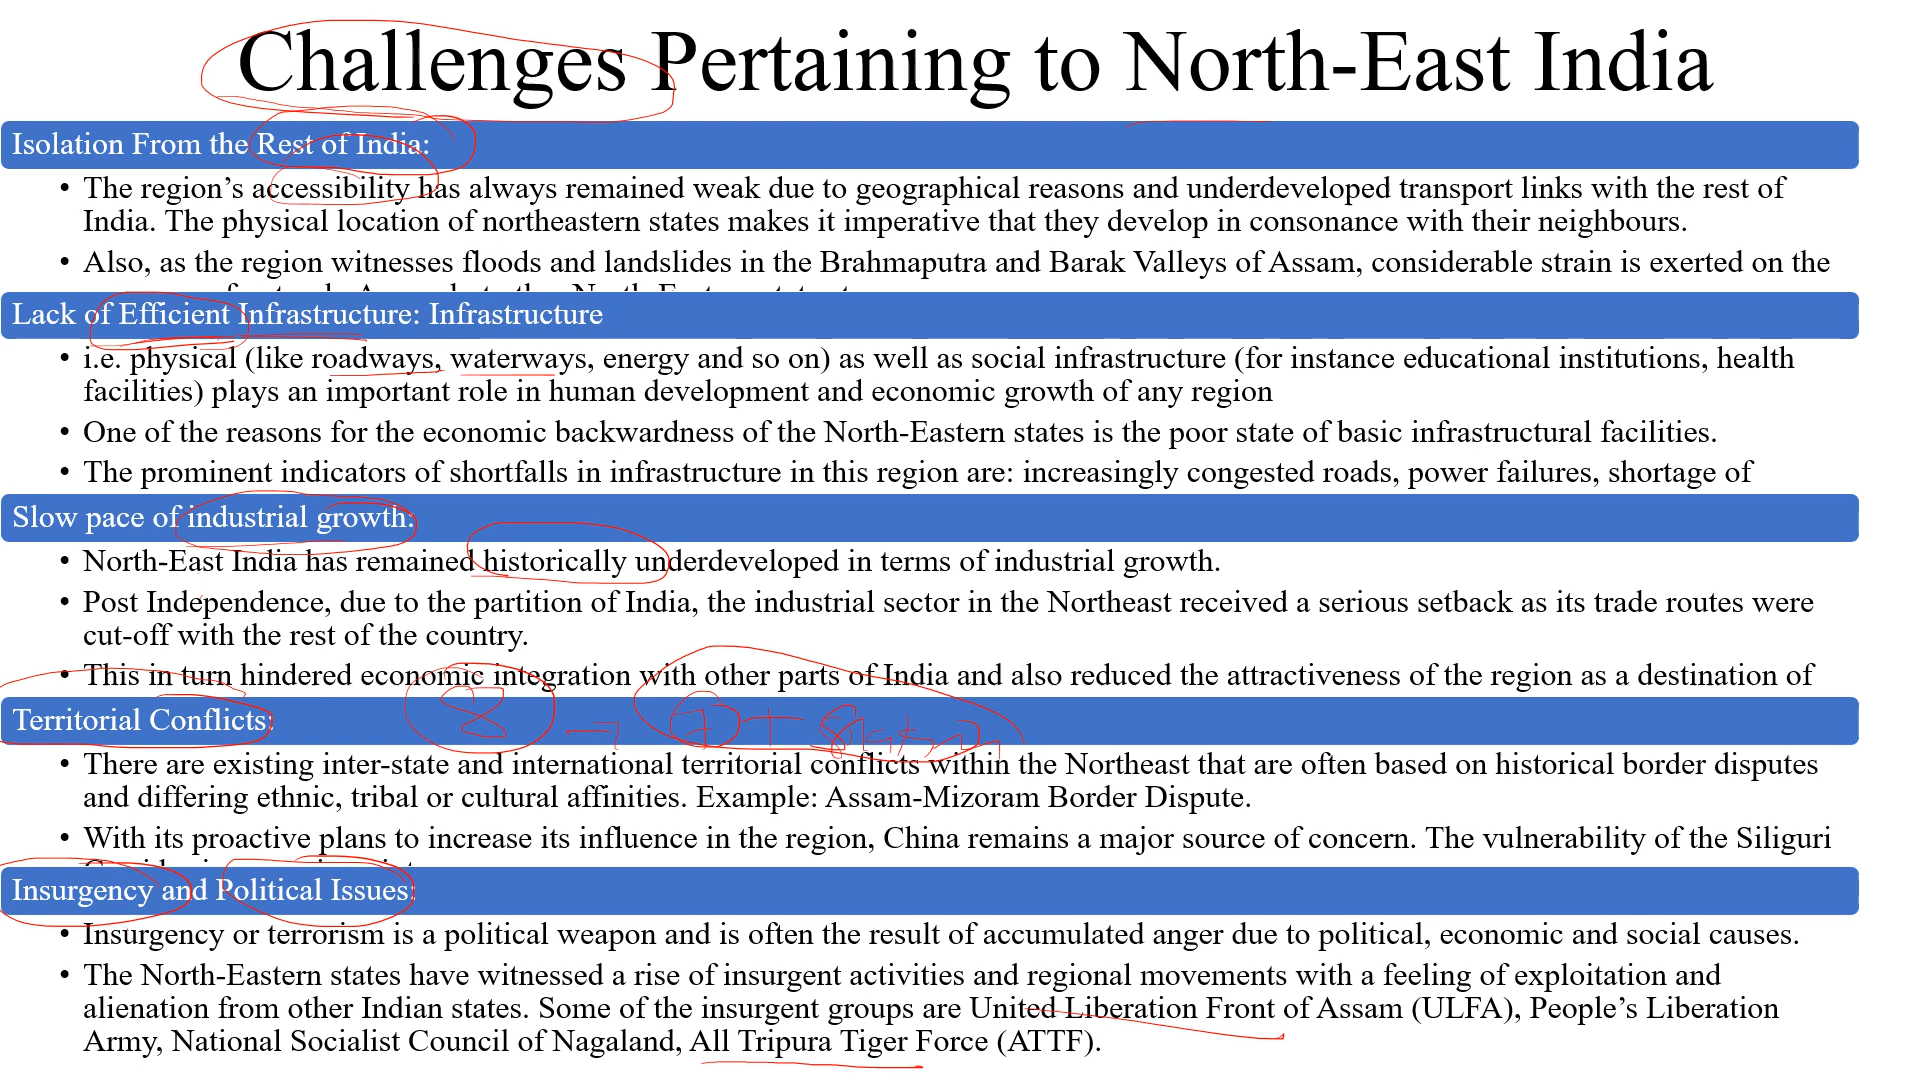 Challenges Pertaining to North-East India
Isolation From the Rest of India:
• The region’s accessibility has always remained weak due to geographical reasons and underdeveloped transport links with the rest of
India. The physical location of northeastern states makes it imperative that they develop in consonance with their neighbours.
• Also, as the region witnesses floods and landslides in the Brahmaputra and Barak Valleys of Assam, considerable strain is exerted on the
Lack of Efficient Infrastructure: Infrastructure
• i.e. physical (like roadways, waterways, energy and so on) as well as social infrastructure (for instance educational institutions, health
facilities) plays an important role in human development and economic growth of any region
• One of the reasons for the economic backwardness of the North-Eastern states is the poor state of basic infrastructural facilities.
• The prominent indicators of shortfalls in infrastructure in this region are: increasingly congested roads, power failures, shortage of
Slow pace of industrial growth:
• North-East India has remained historically underdeveloped in terms of industrial growth.
• Post Independence, due to the partition of India, the industrial sector in the Northeast received a serious setback as its trade routes were
cut-off with the rest of the country.
• This in turn hindered economic integration with other parts of India and also reduced the attractiveness of the region as a destination of
Territorial Conflicts:
8 → 7+
• There are existing inter-state and international territorial conflicts within the Northeast that are often based on historical border disputes
and differing ethnic, tribal or cultural affinities. Example: Assam-Mizoram Border Dispute.
• With its proactive plans to increase its influence in the region, China remains a major source of concern. The vulnerability of the Siliguri
Insurgency and Political Issues:
• Insurgency or terrorism is a political weapon and is often the result of accumulated anger due to political, economic and social causes.
• The North-Eastern states have witnessed a rise of insurgent activities and regional movements with a feeling of exploitation and
alienation from other Indian states. Some of the insurgent groups are United Liberation Front of Assam (ULFA), People’s Liberation
Army, National Socialist Council of Nagaland, All Tripura Tiger Force (ATTF).